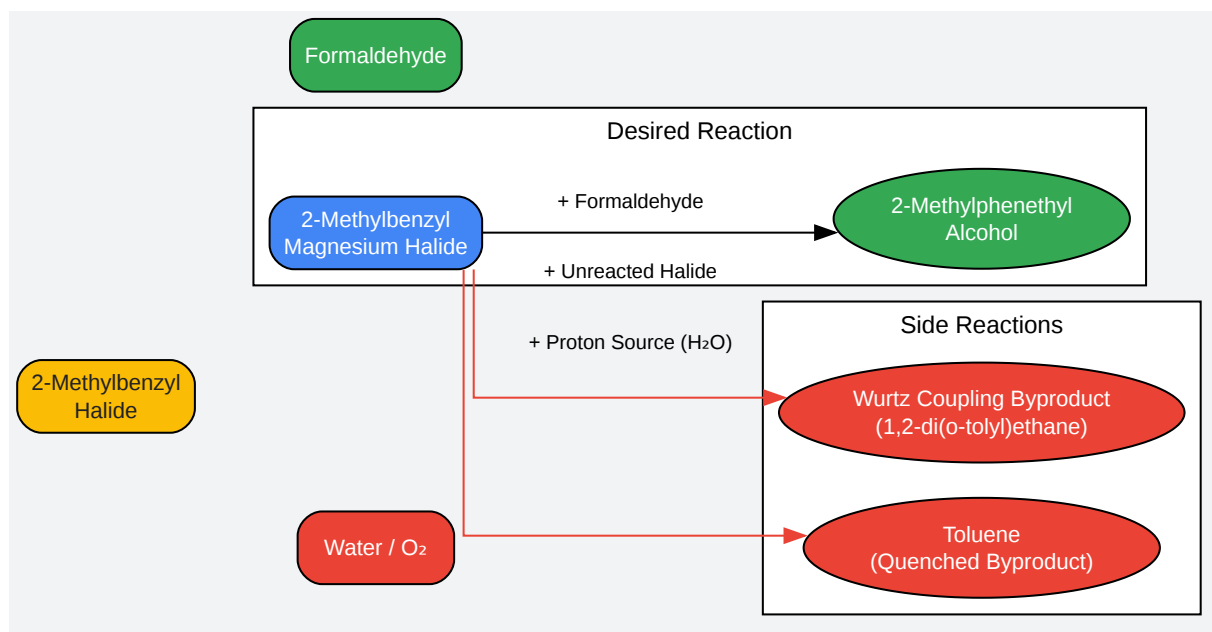 Formaldehyde
Desired Reaction
2-Methylbenzyl
Magnesium Halide
+ Formaldehyde
2-Methylphenethyl
Alcohol
+ Unreacted Halide
Side Reactions
+ Proton Source (H₂O)
2-Methylbenzyl
Halide
Wurtz Coupling Byproduct
(1,2-di(o-tolyl)ethane)
Water / O₂
Toluene
(Quenched Byproduct)